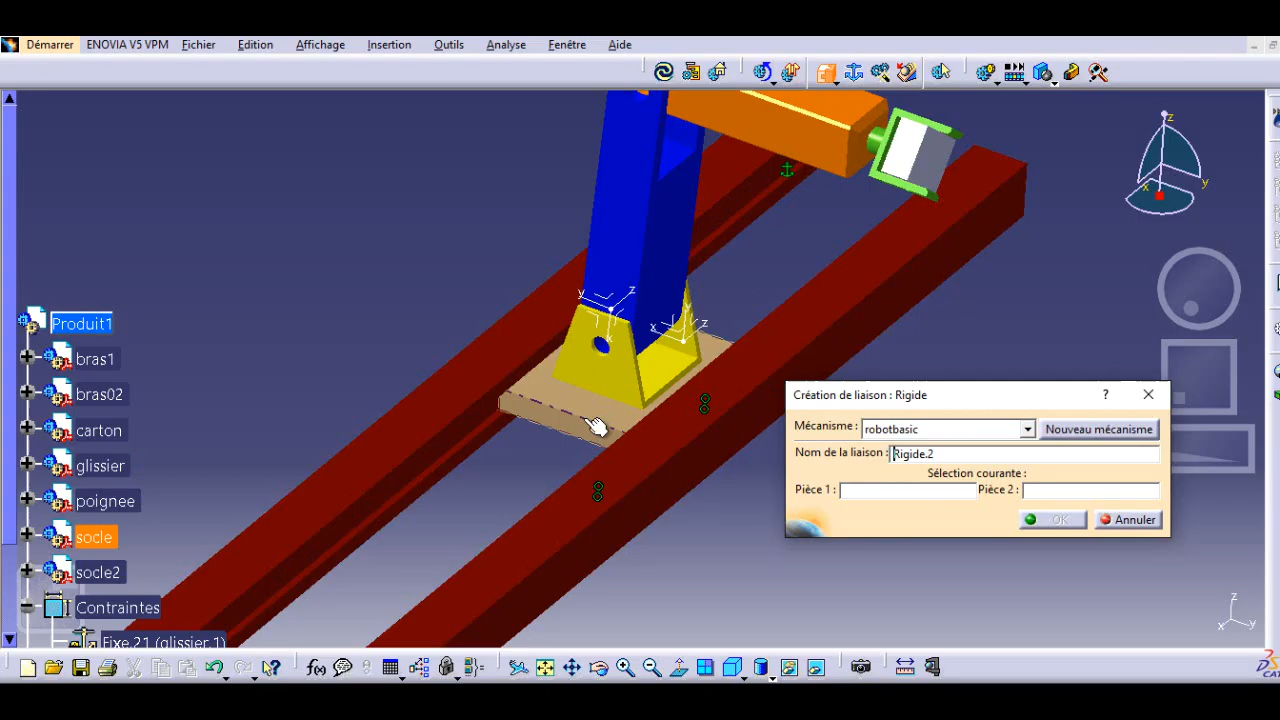 Démarrer ENOVIA V5 VPM Fichier Edition Affichage Insertion Outils Analyse Fenêtre Aide
z
x
y
y
z
x
x
y
z
Produit1
bras1
bras02
carton
glissier
poignee
socle
socle2
Contraintes
Fixe.21 (glissier.1)
Création de liaison : Rigide ?
Mécanisme : robotbasic Nouveau mécanisme
Nom de la liaison : Rigide.2
Sélection courante :
Pièce 1 : Pièce 2 :
OK Annuler
z
x
y
f(x)